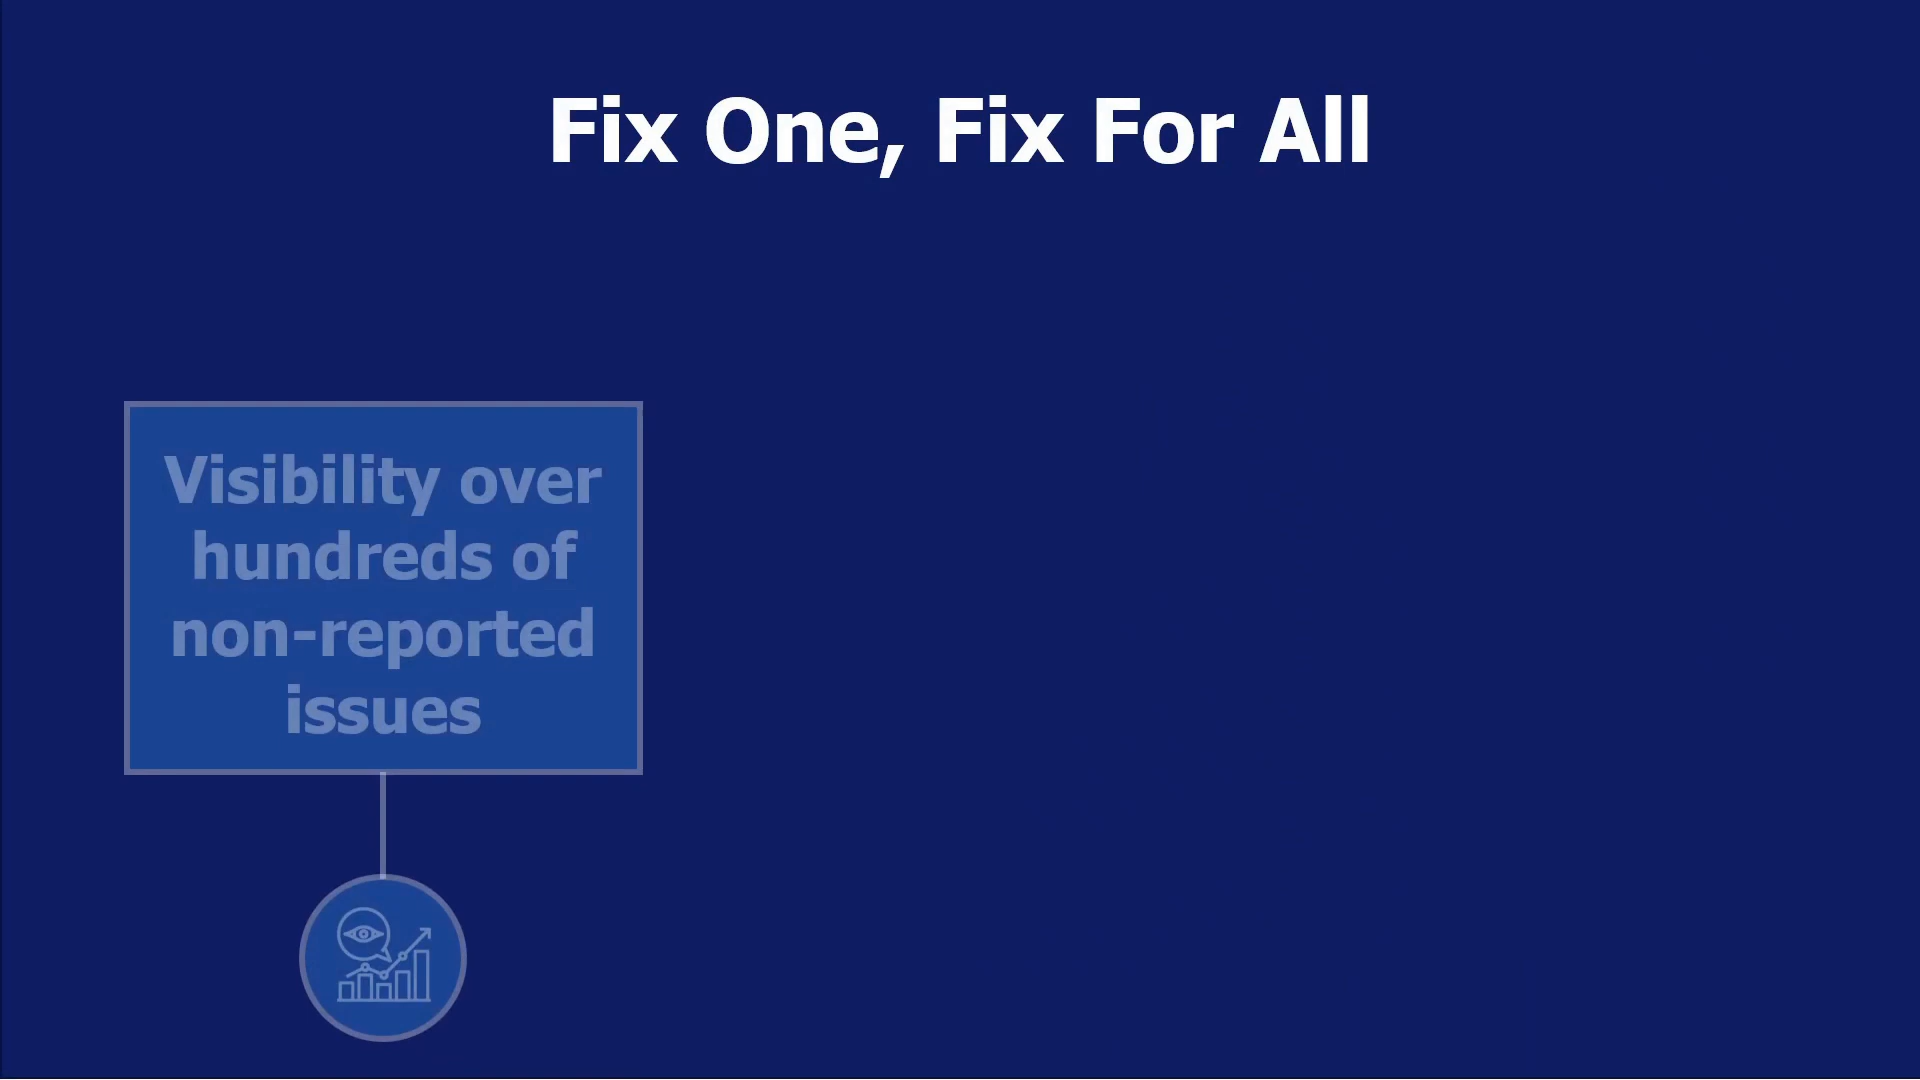 Fix One, Fix For All
Visibility over
hundreds of
non-reported
issues